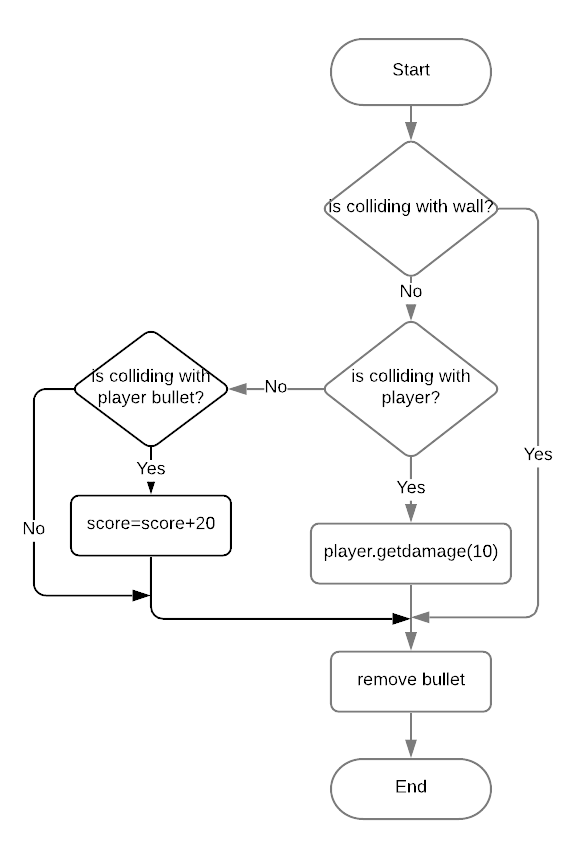 Start
is colliding with wall?
No
is colliding with
player?
No
is colliding with
player bullet?
Yes
Yes
Yes
score=score+20
No
player.getdamage(10)
remove bullet
End